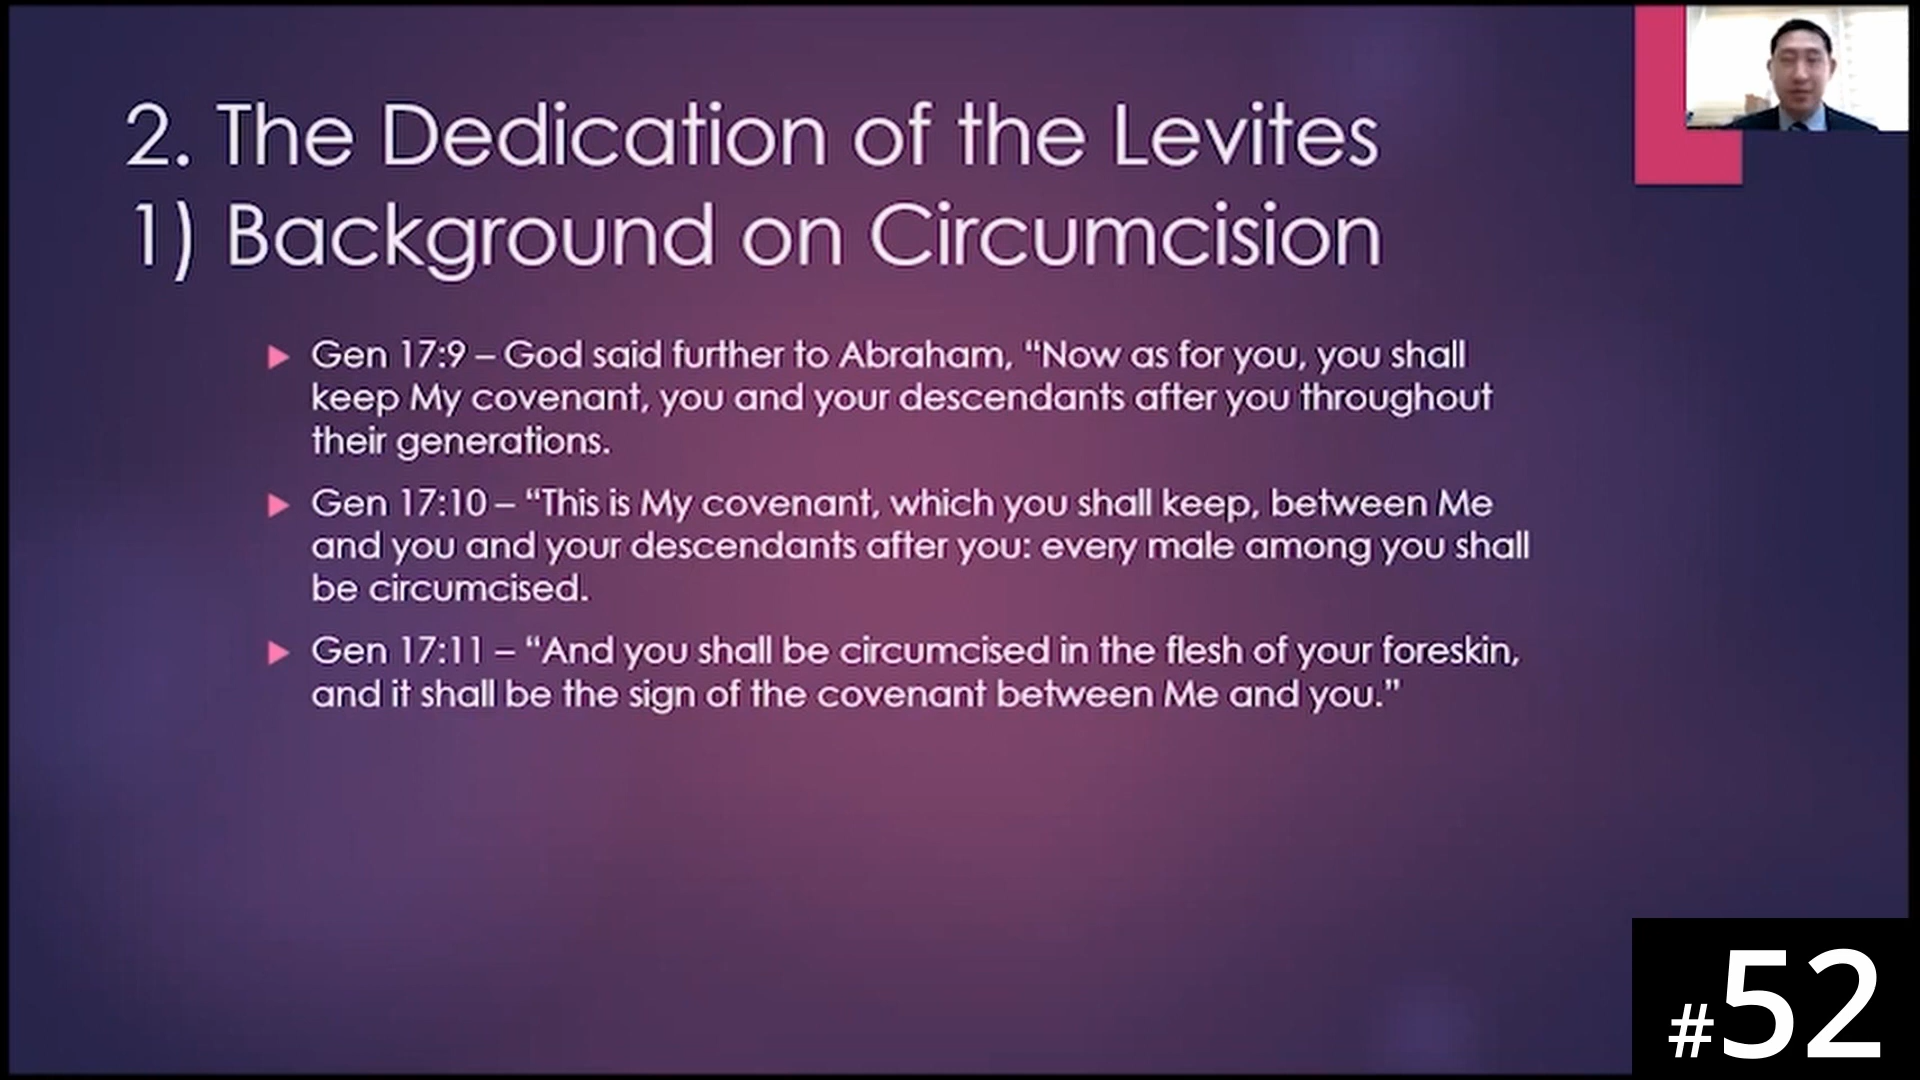 2. The Dedication of the Levites
1) Background on Circumcision
Gen 17:9 – God said further to Abraham, “Now as for you, you shall
keep My covenant, you and your descendants after you throughout
their generations.
Gen 17:10 – “This is My covenant, which you shall keep, between Me
and you and your descendants after you: every male among you shall
be circumcised.
Gen 17:11 – “And you shall be circumcised in the flesh of your foreskin,
and it shall be the sign of the covenant between Me and you.”
#52